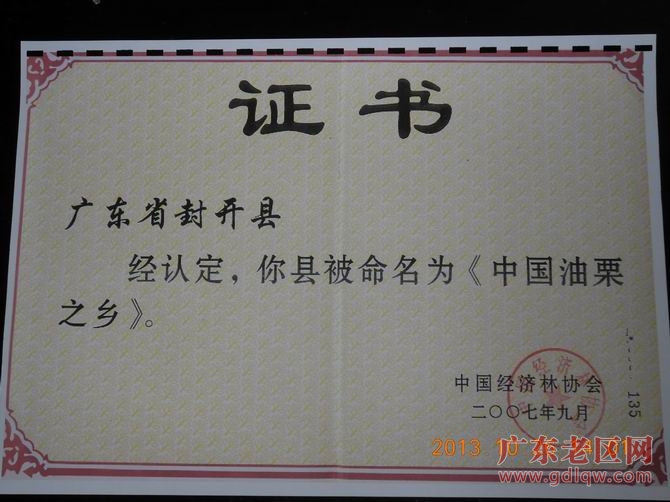 证书
广东省封开县
经认定，你县被命名为《中国油栗
之乡》。
中国经济林协会
二〇〇七年九月
135
2013 10
广东老区网
www.gdlqw.com